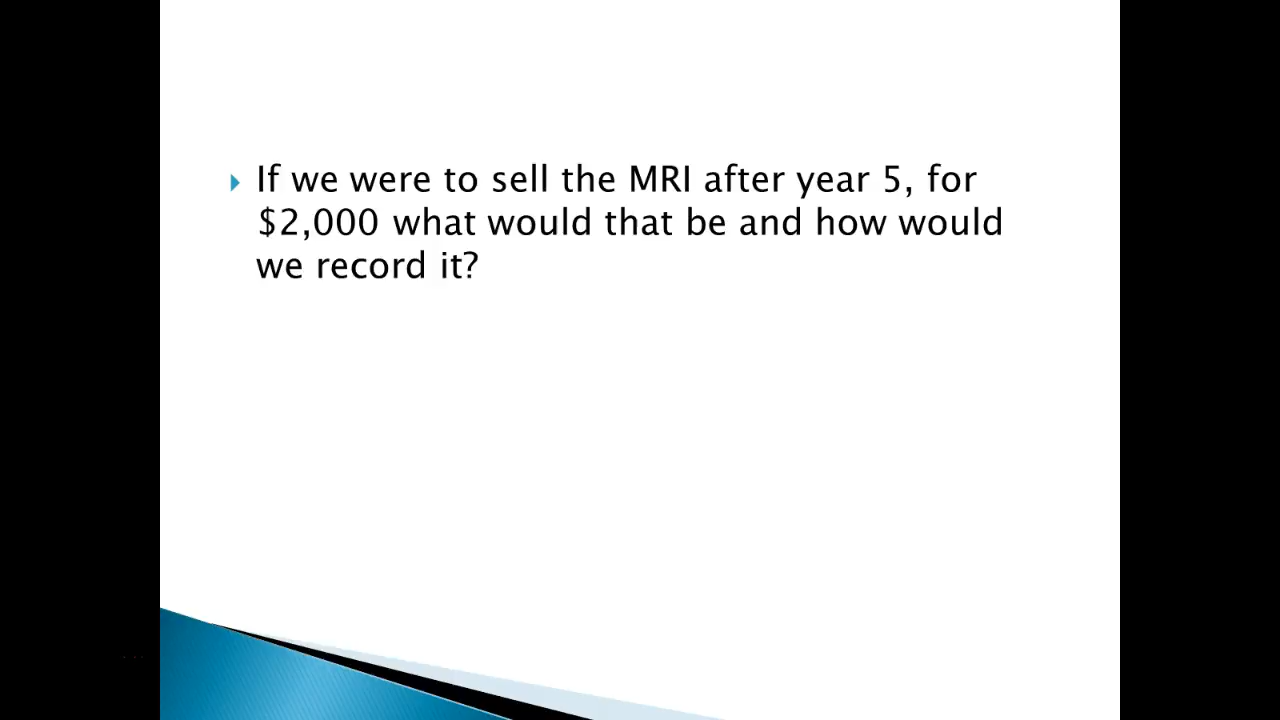 If we were to sell the MRI after year 5, for
$2,000 what would that be and how would
we record it?